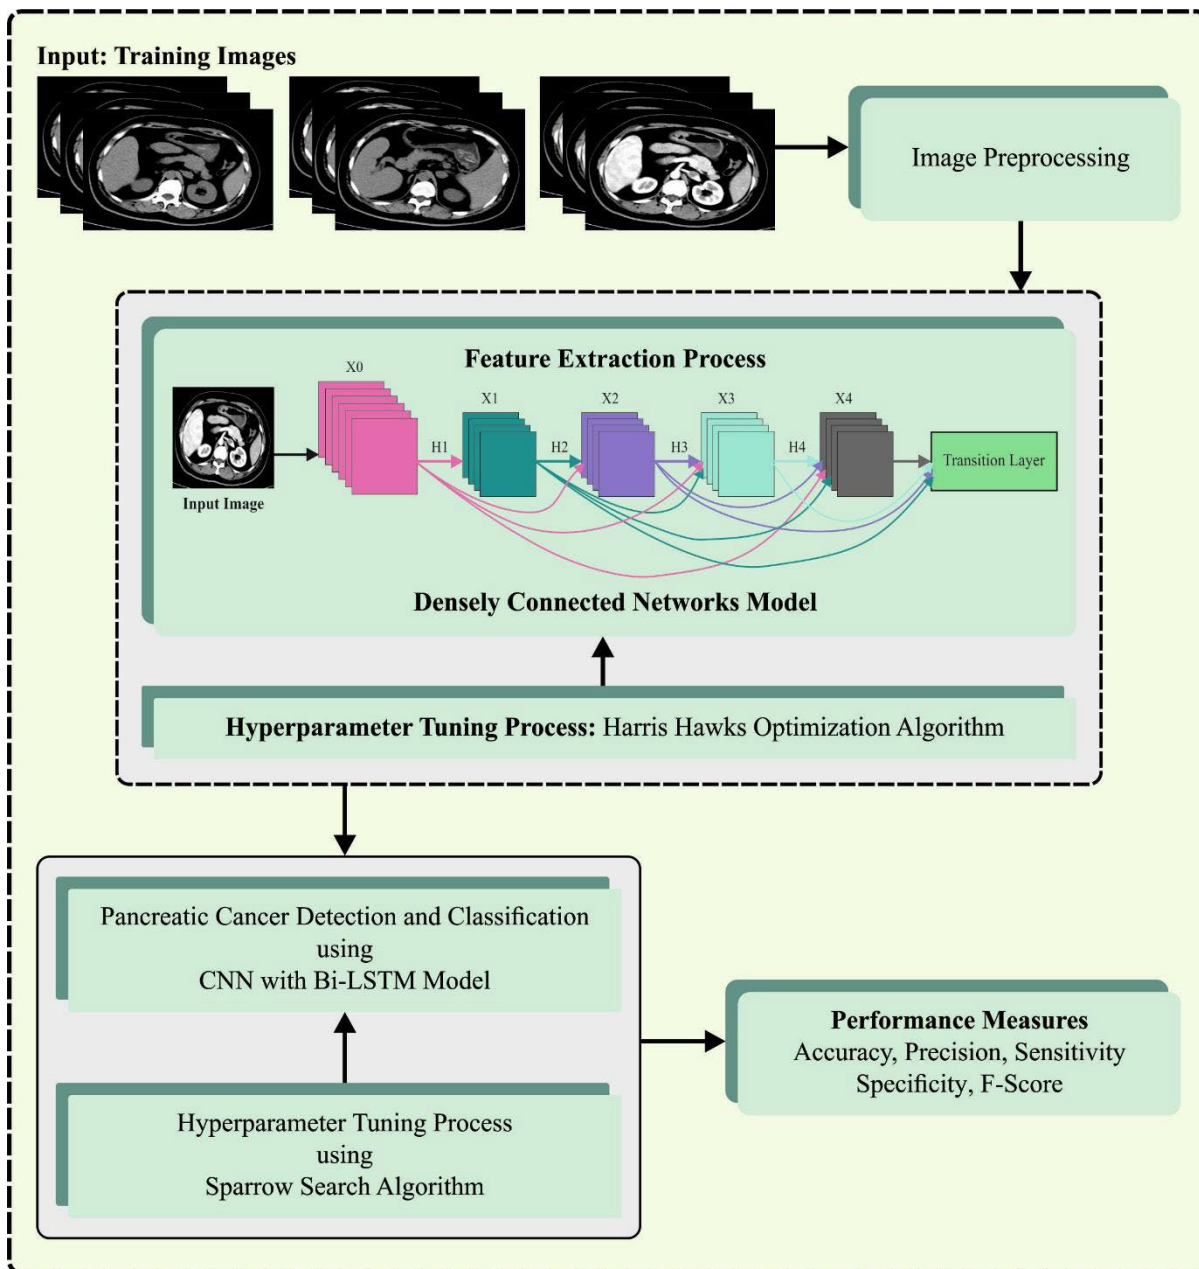 Input: Training Images
Image Preprocessing
Feature Extraction Process
X0
X1
X2
X3
X4
H1
H2
H3
H4
Transition Layer
Input Image
Densely Connected Networks Model
Hyperparameter Tuning Process: Harris Hawks Optimization Algorithm
Pancreatic Cancer Detection and Classification
using
CNN with Bi-LSTM Model
Hyperparameter Tuning Process
using
Sparrow Search Algorithm
Performance Measures
Accuracy, Precision, Sensitivity
Specificity, F-Score